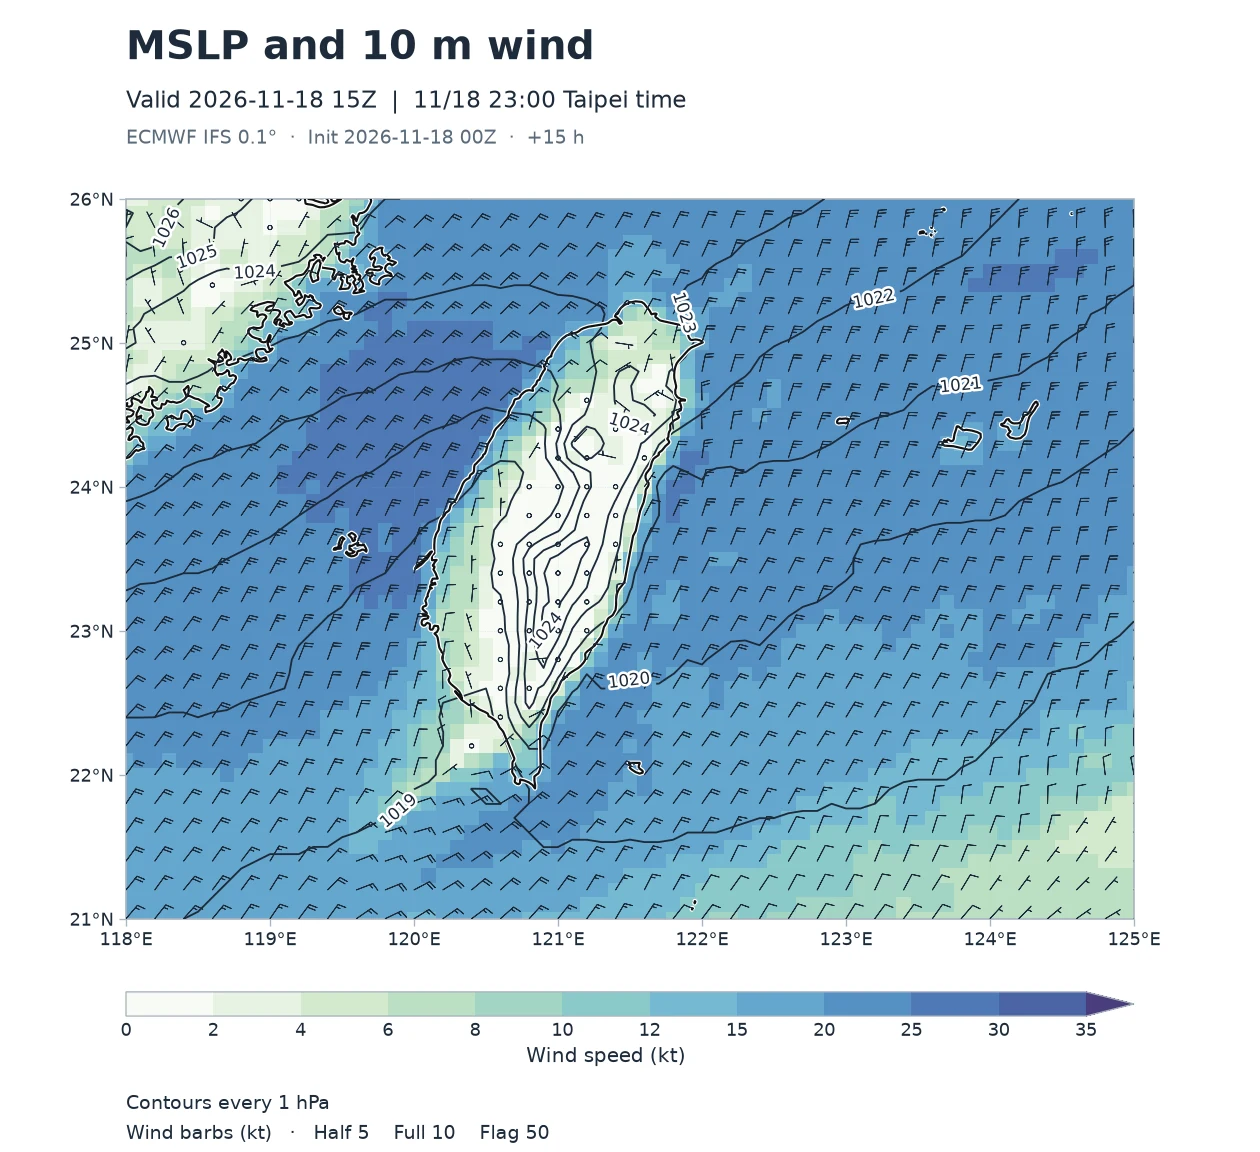 MSLP and 10 m wind
Valid 2026-11-18 15Z | 11/18 23:00 Taipei time
ECMWF IFS 0.1° · Init 2026-11-18 00Z · +15 h
26°N
25°N
24°N
23°N
22°N
21°N
1026
1025
1024
1023
1022
1021
1024
1024
1020
1019
118°E 119°E 120°E 121°E 122°E 123°E 124°E 125°E
0 2 4 6 8 10 12 15 20 25 30 35
Wind speed (kt)
Contours every 1 hPa
Wind barbs (kt) · Half 5 Full 10 Flag 50